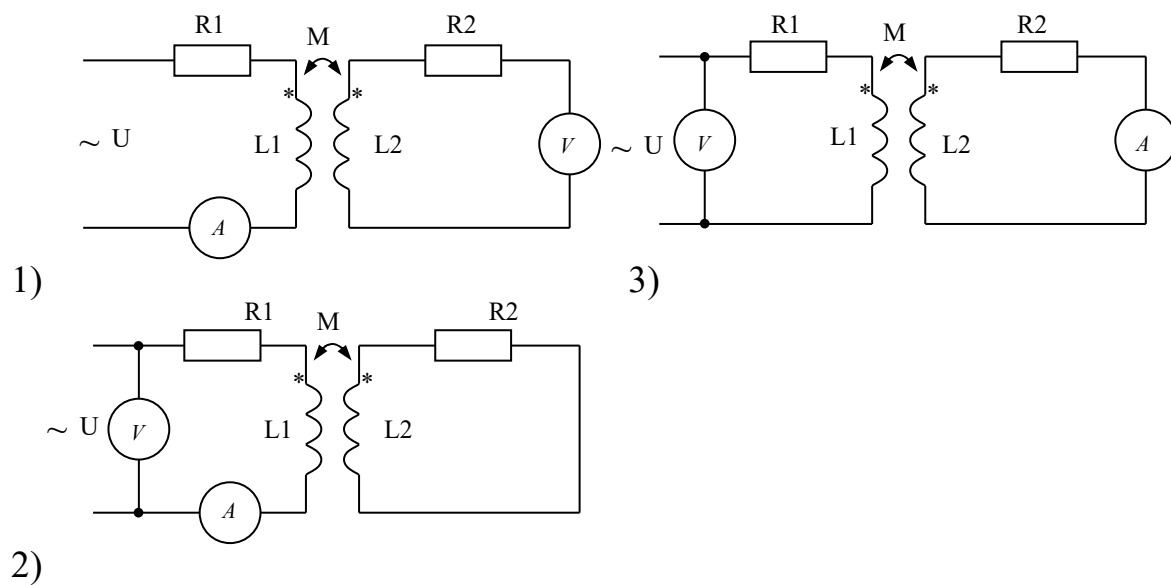 R1 M R2
* *
~ U L1 L2 V
A
1)
R1 M R2
* *
~ U V L1 L2 A
3)
R1 M R2
* *
~ U V L1 L2
A
2)